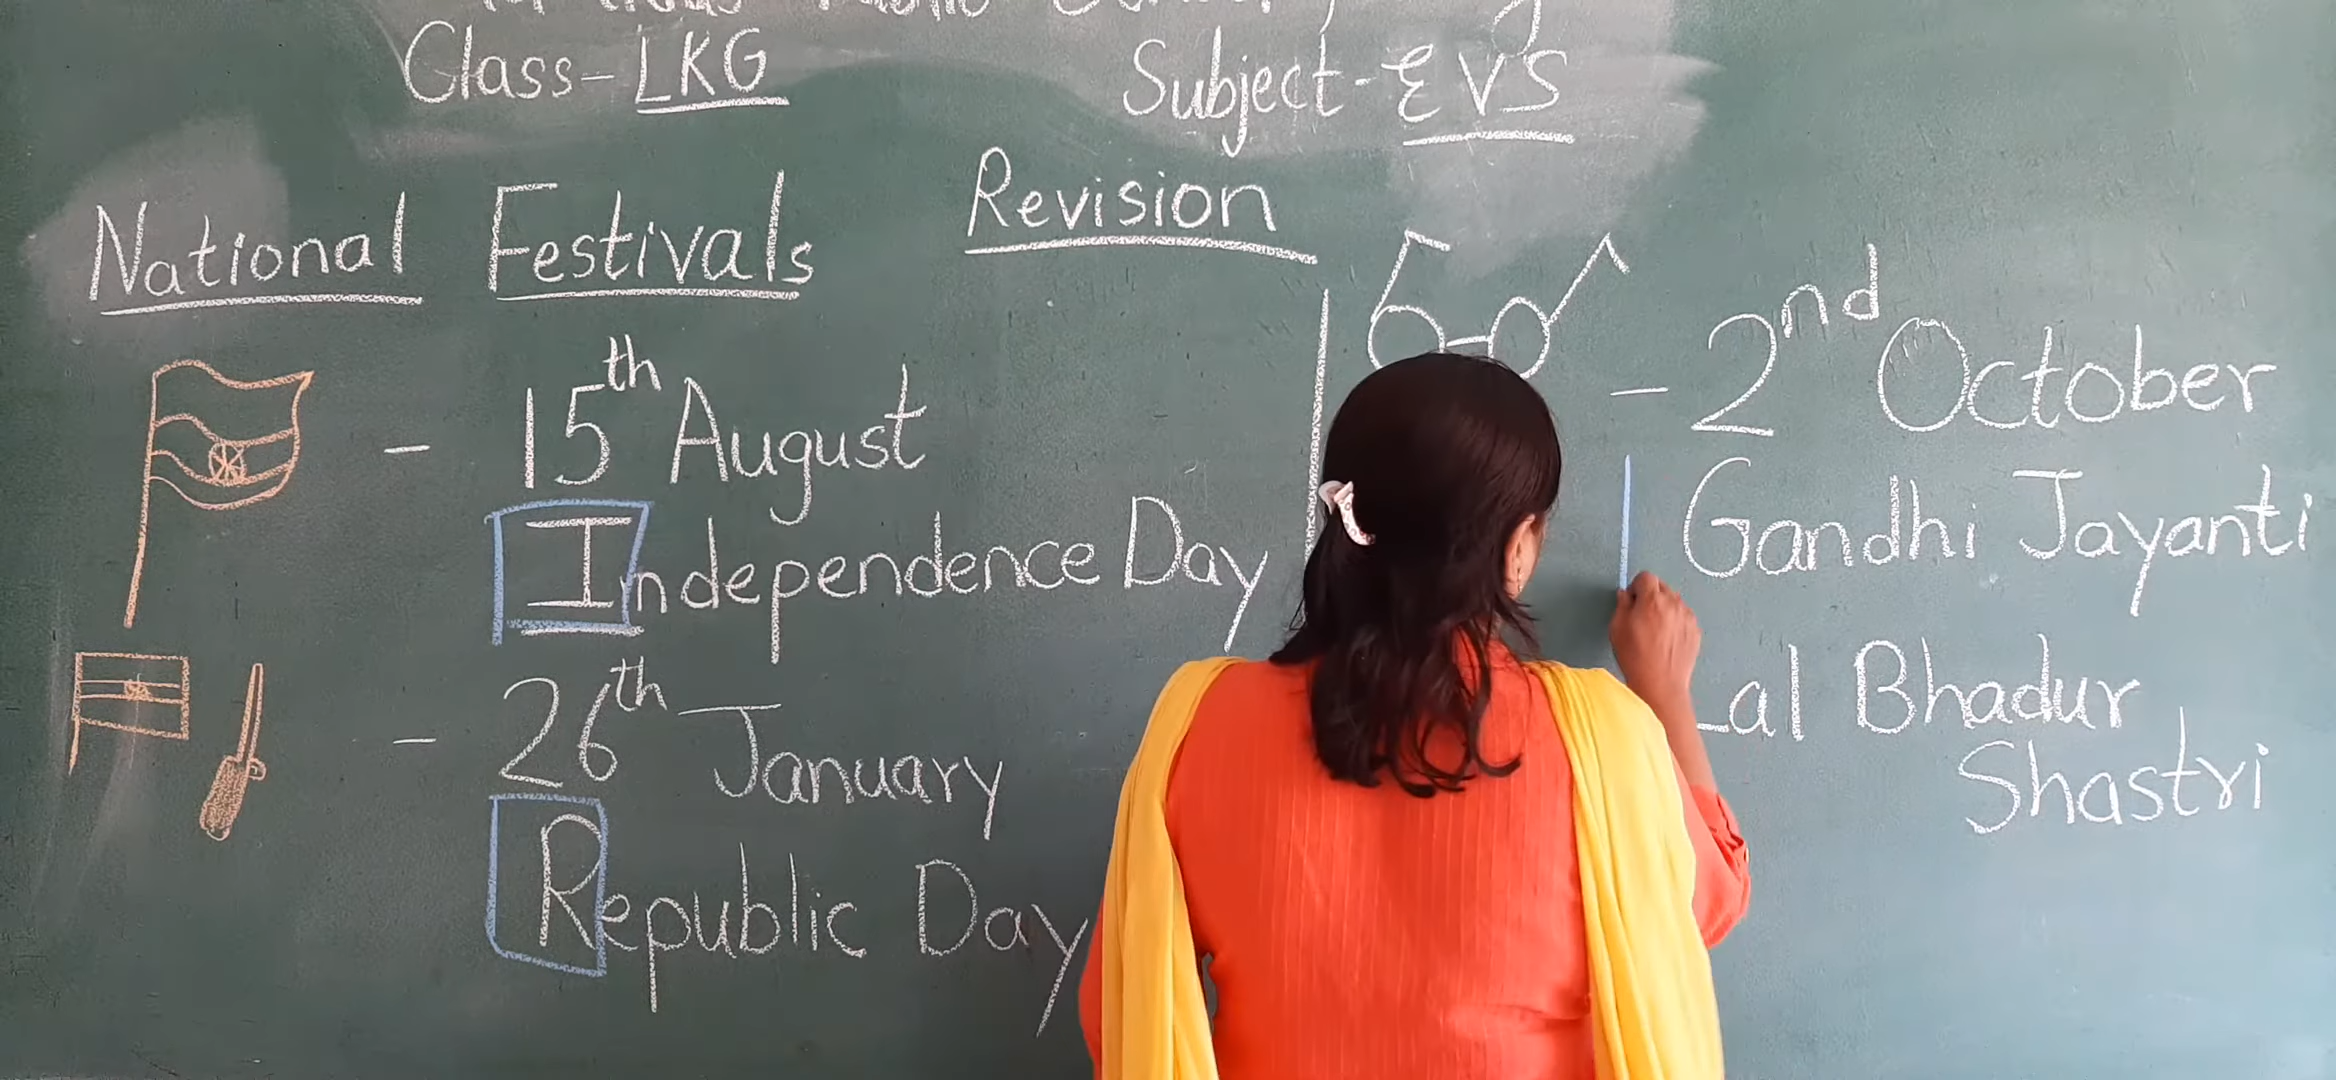 Public
Class-LKG
Subject-EVS
Revision
National Festivals
- 15th August
Independence Day
- 26th January
Republic Day
- 2nd October
Gandhi Jayanti
Lal Bhadur
Shastri